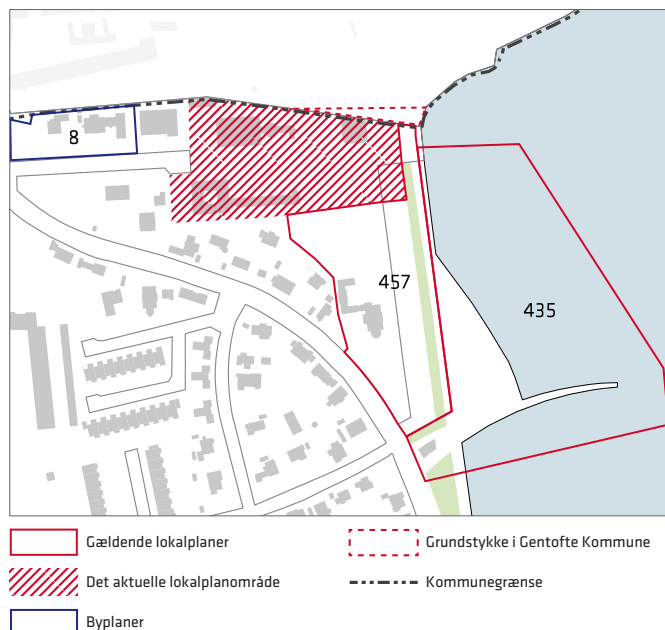 8
457
435
Gældende lokalplaner
Grundstykke i Gentofte Kommune
Det aktuelle lokalplanområde
Kommunegrænse
Byplaner